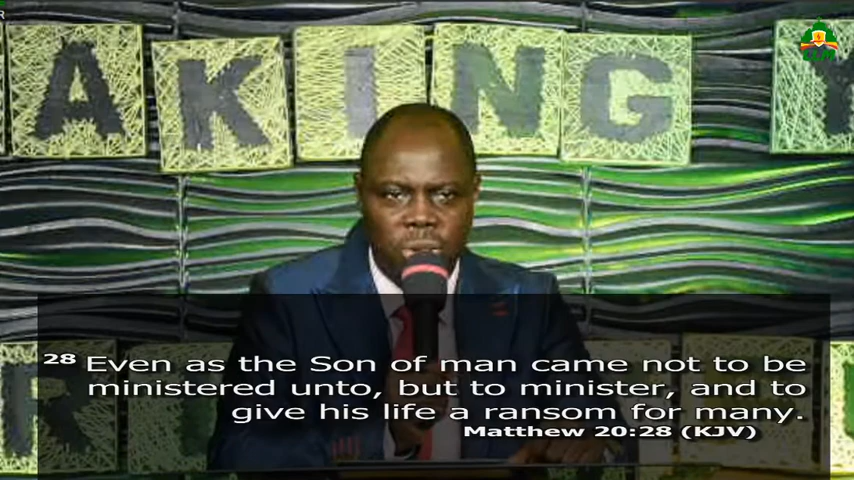 AKING Y
28 Even as the Son of man came not to be
ministered unto, but to minister, and to
give his life a ransom for many.
Matthew 20:28 (KJV)